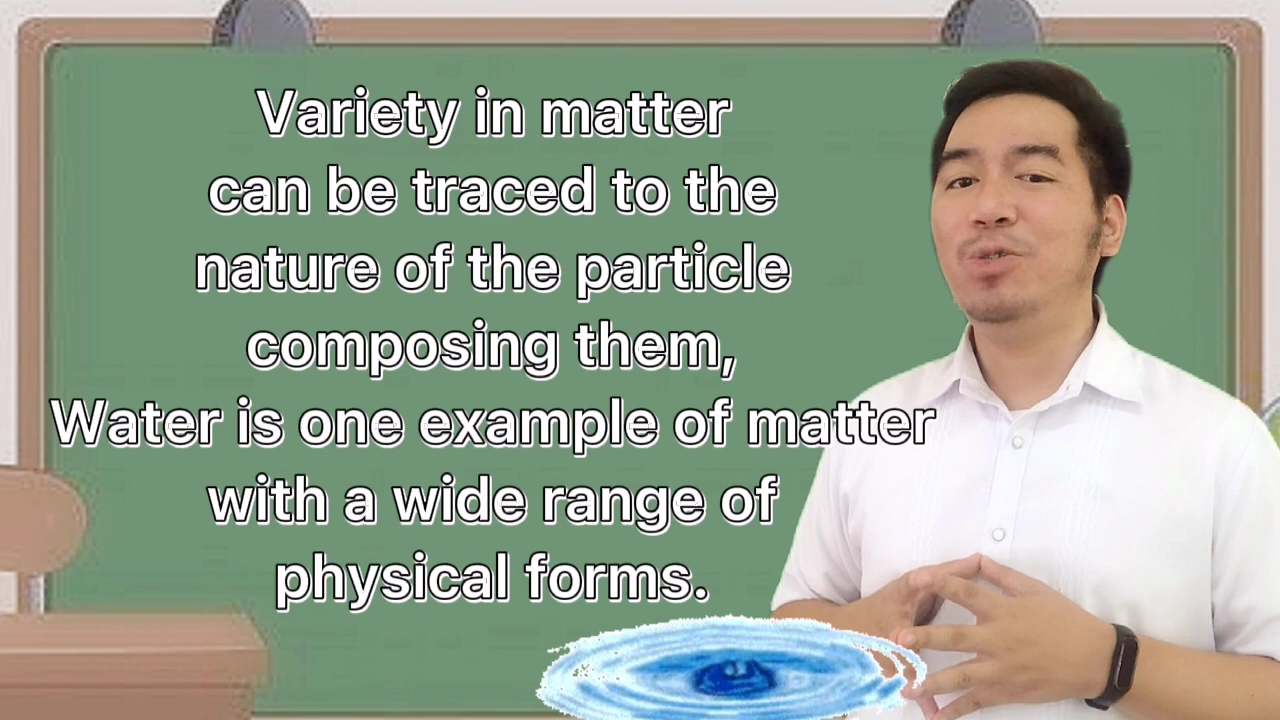 Variety in matter
can be traced to the
nature of the particle
composing them,
Water is one example of matter
with a wide range of
physical forms.